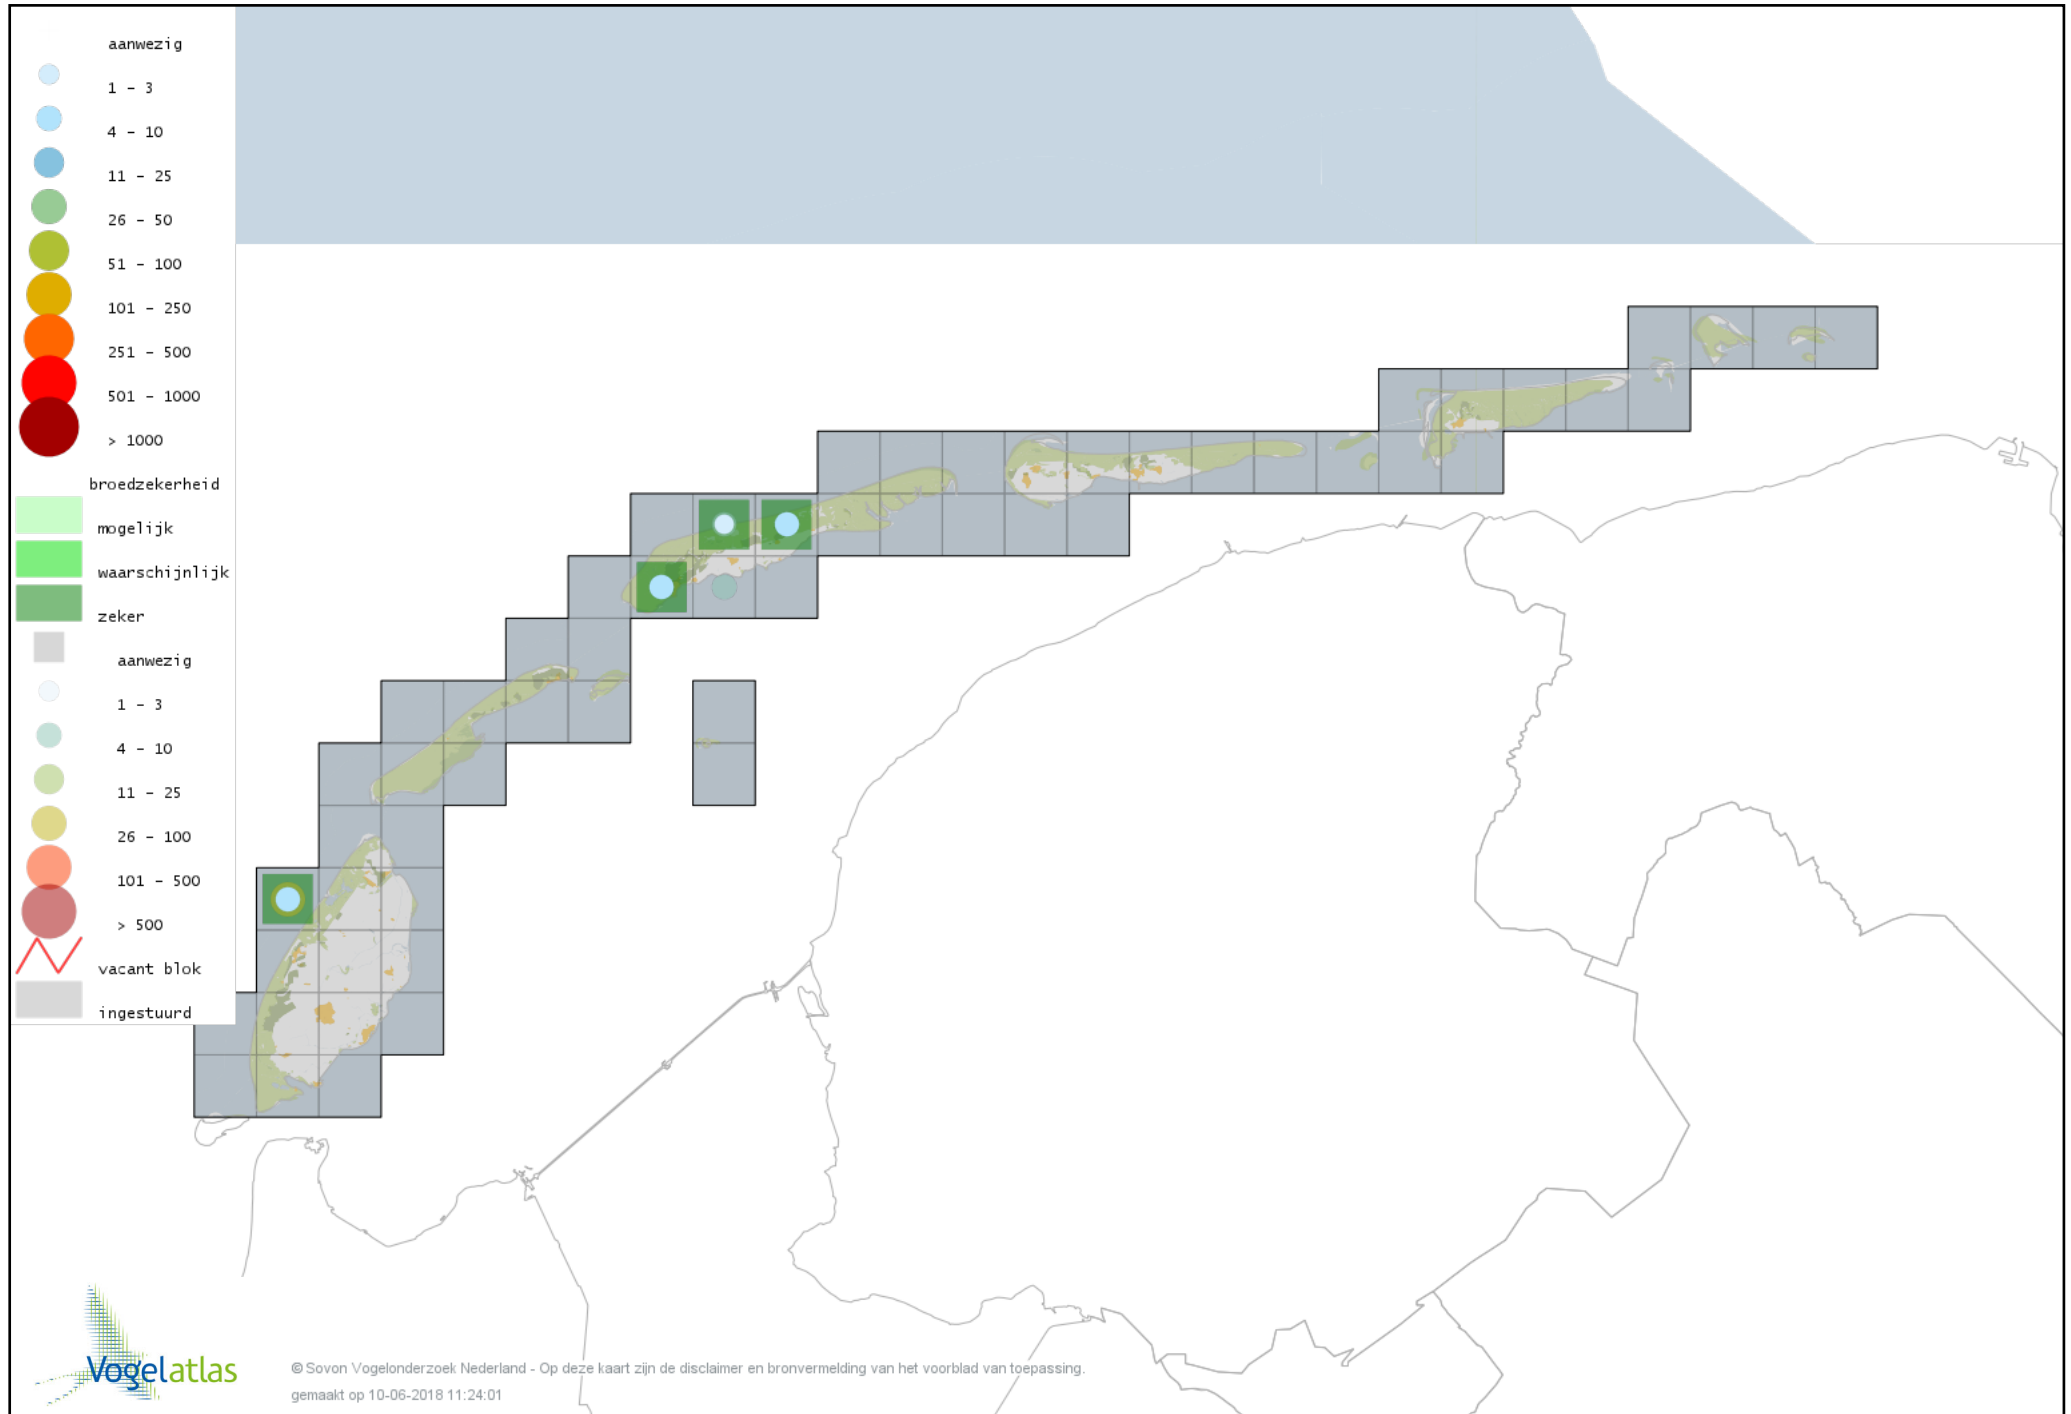 aanwezig
1 - 3
4 - 10
11 - 25
26 - 50
51 - 100
101 - 250
251 - 500
501 - 1000
> 1000
broedzekerheid
mogelijk
waarschijnlijk
zeker
aanwezig
1 - 3
4 - 10
11 - 25
26 - 100
101 - 500
> 500
vacant blok
ingestuurd
Vogelatlas
© Sovon Vogelonderzoek Nederland - Op deze kaart zijn de disclaimer en bronvermelding van het voorblad van toepassing.
gemaakt op 10-06-2018 11:24:01